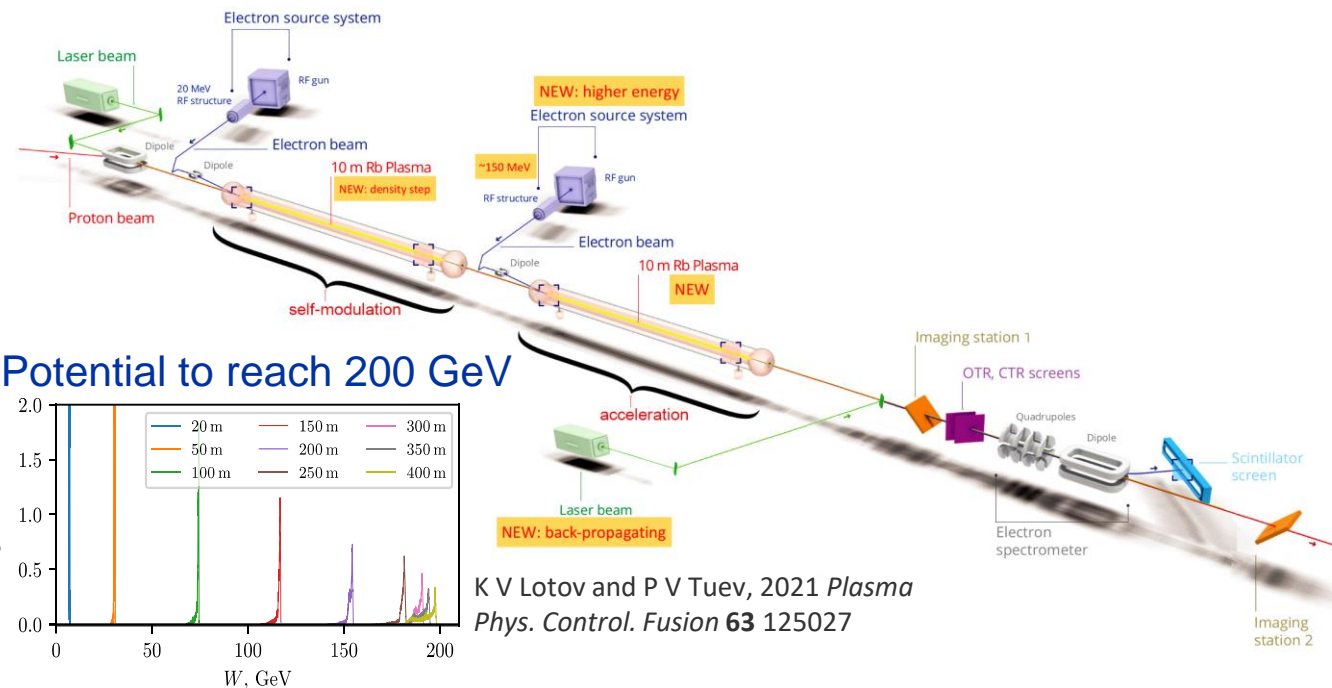 Electron source system
Laser beam
RF gun
20 MeV
RF structure
Dipole
Electron beam
Dipole
10 m Rb Plasma
NEW: density step
Proton beam
self-modulation
NEW: higher energy
Electron source system
~150 MeV
RF gun
RF structure
Electron beam
Dipole
10 m Rb Plasma
NEW
acceleration
Laser beam
NEW: back-propagating
Imaging station 1
OTR, CTR screens
Quadrupoles
Dipole
Scintillator
screen
Electron
spectrometer
Imaging
station 2
Potential to reach 200 GeV
2.0
1.5
1.0
0.5
0.0
20 m
50 m
100 m
150 m
200 m
250 m
300 m
350 m
400 m
0 50 100 150 200
W, GeV
K V Lotov and P V Tuev, 2021 Plasma
Phys. Control. Fusion 63 125027